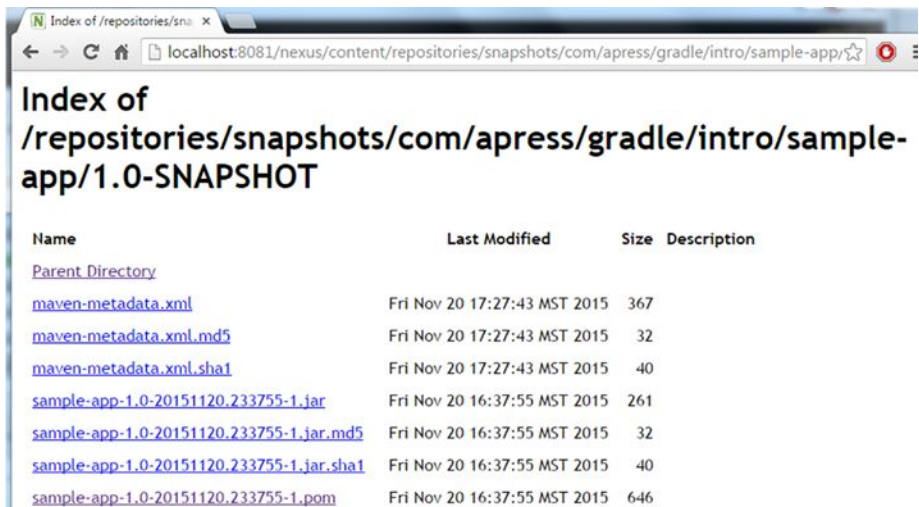 Index of /repositories/sna
localhost:8081/nexus/content/repositories/snapshots/com/apress/gradle/intro/sample-app/
Index of
/repositories/snapshots/com/apress/gradle/intro/sample-
app/1.0-SNAPSHOT
Name Last Modified Size Description
Parent Directory
maven-metadata.xml Fri Nov 20 17:27:43 MST 2015 367
maven-metadata.xml.md5 Fri Nov 20 17:27:43 MST 2015 32
maven-metadata.xml.sha1 Fri Nov 20 17:27:43 MST 2015 40
sample-app-1.0-20151120.233755-1.jar Fri Nov 20 16:37:55 MST 2015 261
sample-app-1.0-20151120.233755-1.jar.md5 Fri Nov 20 16:37:55 MST 2015 32
sample-app-1.0-20151120.233755-1.jar.sha1 Fri Nov 20 16:37:55 MST 2015 40
sample-app-1.0-20151120.233755-1.pom Fri Nov 20 16:37:55 MST 2015 646